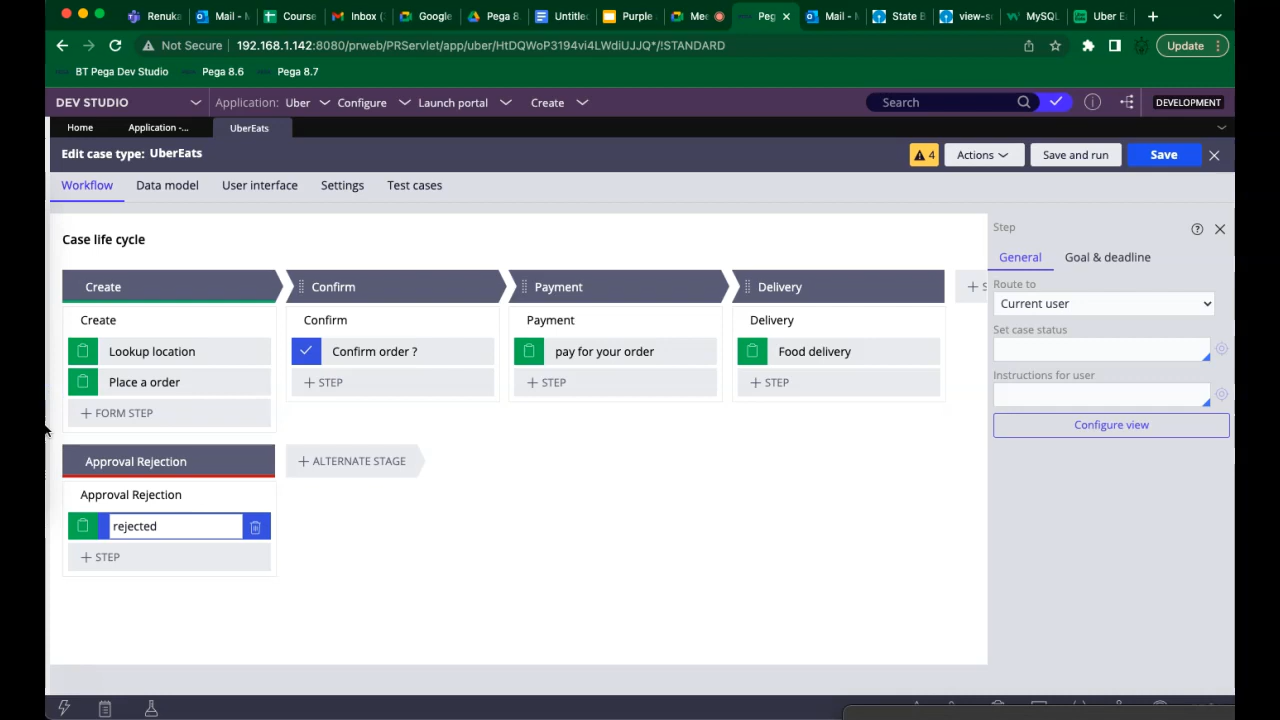 Renuka
Mail -
Course
Inbox (
Google
Pega 8.
Untitle
Purple
Mee
Peg
Mail -
State B
view-s
MySQL
Uber E
Not Secure
192.168.1.142:8080/prweb/PRServlet/app/uber/HtDQWoP3194vi4LWdiUJJQ*/!STANDARD
Update
BT Pega Dev Studio
Pega 8.6
Pega 8.7
DEV STUDIO
Application: Uber
Configure
Launch portal
Create
Search
DEVELOPMENT
Home
Application -...
UberEats
Edit case type: UberEats
4
Actions
Save and run
Save
Workflow
Data model
User interface
Settings
Test cases
Case life cycle
Create
Confirm
Payment
Delivery
+ S
Create
Lookup location
Place a order
+ FORM STEP
Confirm
Confirm order ?
+ STEP
Payment
pay for your order
+ STEP
Delivery
Food delivery
+ STEP
Approval Rejection
+ ALTERNATE STAGE
Approval Rejection
rejected
+ STEP
Step
General
Goal & deadline
Route to
Current user
Set case status
Instructions for user
Configure view